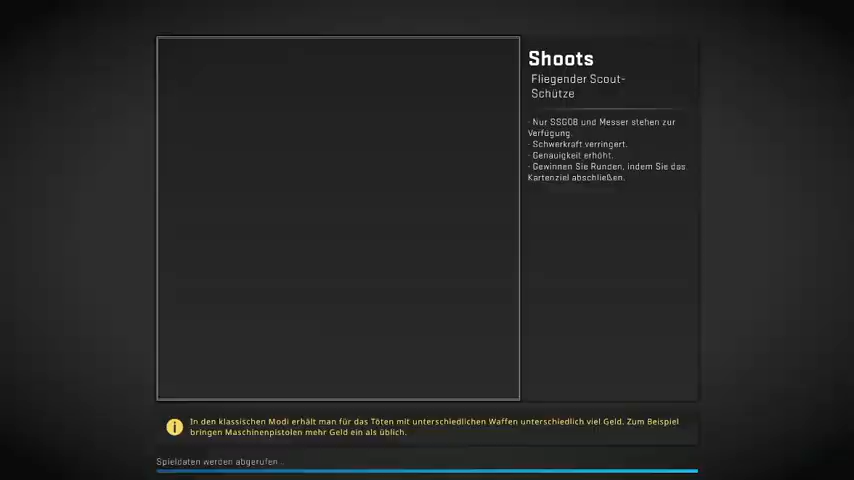 Shoots
Fliegender Scout-
Schütze
· Nur SSG08 und Messer stehen zur
Verfügung.
· Schwerkraft verringert.
· Genauigkeit erhöht.
· Gewinnen Sie Runden, indem Sie das
Kartenziel abschließen.
In den klassischen Modi erhält man für das Töten mit unterschiedlichen Waffen unterschiedlich viel Geld. Zum Beispiel
bringen Maschinenpistolen mehr Geld ein als üblich.
Spieldaten werden abgerufen...